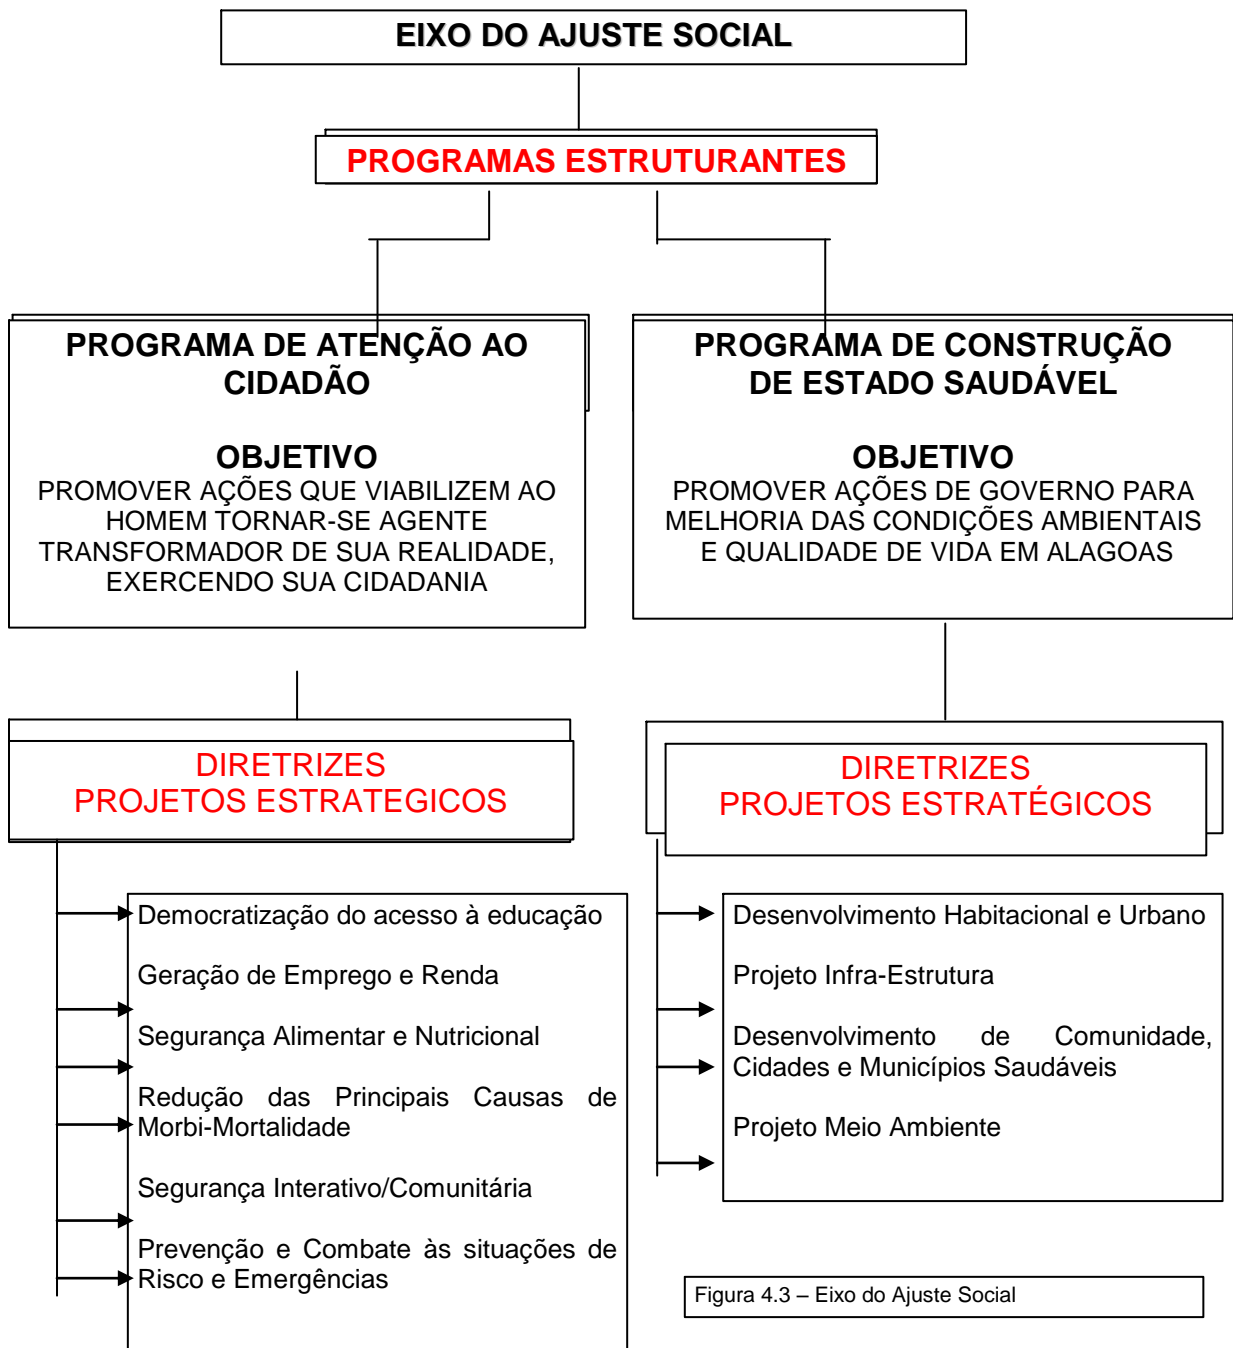 EIXO DO AJUSTE SOCIAL
PROGRAMAS ESTRUTURANTES
PROGRAMA DE ATENÇÃO AO
CIDADÃO
OBJETIVO
PROMOVER AÇÕES QUE VIABILIZEM AO
HOMEM TORNAR-SE AGENTE
TRANSFORMADOR DE SUA REALIDADE,
EXERCENDO SUA CIDADANIA
PROGRAMA DE CONSTRUÇÃO
DE ESTADO SAUDÁVEL
OBJETIVO
PROMOVER AÇÕES DE GOVERNO PARA
MELHORIA DAS CONDIÇÕES AMBIENTAIS
E QUALIDADE DE VIDA EM ALAGOAS
DIRETRIZES
PROJETOS ESTRATEGICOS
Democratização do acesso à educação
Geração de Emprego e Renda
Segurança Alimentar e Nutricional
Redução das Principais Causas de
Morbi-Mortalidade
Segurança Interativo/Comunitária
Prevenção e Combate às situações de
Risco e Emergências
DIRETRIZES
PROJETOS ESTRATÉGICOS
Desenvolvimento Habitacional e Urbano
Projeto Infra-Estrutura
Desenvolvimento de Comunidade,
Cidades e Municípios Saudáveis
Projeto Meio Ambiente
Figura 4.3 – Eixo do Ajuste Social